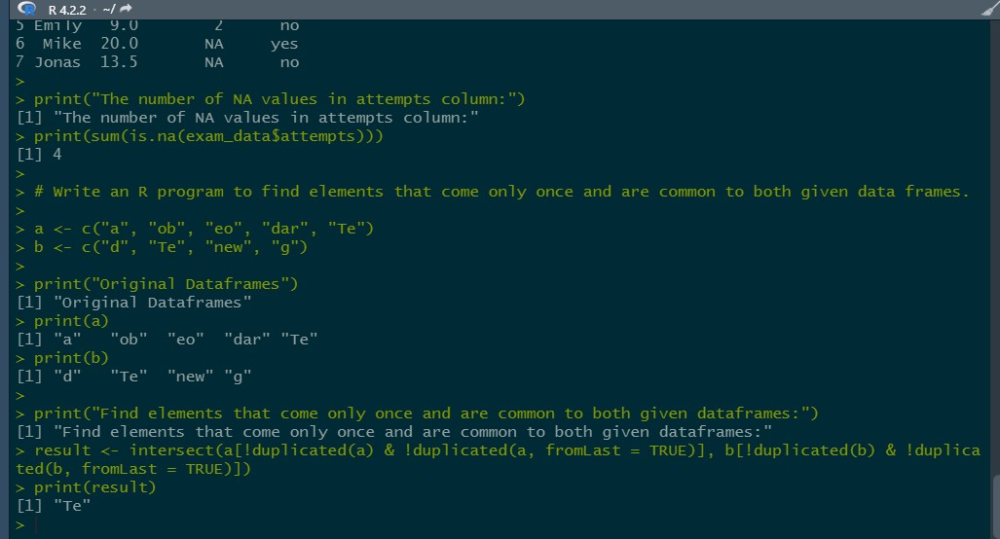 R 4.2.2 · ~/
5 Emily   9.0        2      no
6  Mike  20.0       NA     yes
7 Jonas  13.5       NA      no
>
> print("The number of NA values in attempts column:")
[1] "The number of NA values in attempts column:"
> print(sum(is.na(exam_data$attempts)))
[1] 4
>
> # Write an R program to find elements that come only once and are common to both given data frames.
>
> a <- c("a", "ob", "eo", "dar", "Te")
> b <- c("d", "Te", "new", "g")
>
> print("Original Dataframes")
[1] "Original Dataframes"
> print(a)
[1] "a"   "ob"  "eo"  "dar" "Te"
> print(b)
[1] "d"   "Te"  "new" "g"
>
> print("Find elements that come only once and are common to both given dataframes:")
[1] "Find elements that come only once and are common to both given dataframes:"
> result <- intersect(a[!duplicated(a) & !duplicated(a, fromLast = TRUE)], b[!duplicated(b) & !duplica
ted(b, fromLast = TRUE)])
> print(result)
[1] "Te"
>